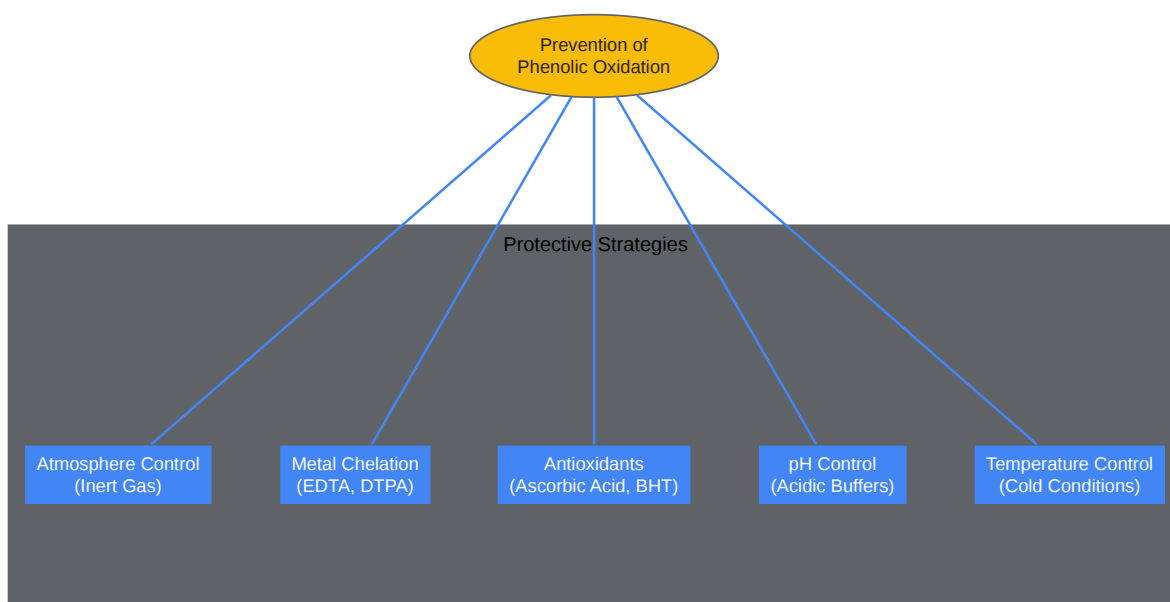 Prevention of
Phenolic Oxidation
Protective Strategies
Atmosphere Control
(Inert Gas)
Metal Chelation
(EDTA, DTPA)
Antioxidants
(Ascorbic Acid, BHT)
pH Control
(Acidic Buffers)
Temperature Control
(Cold Conditions)